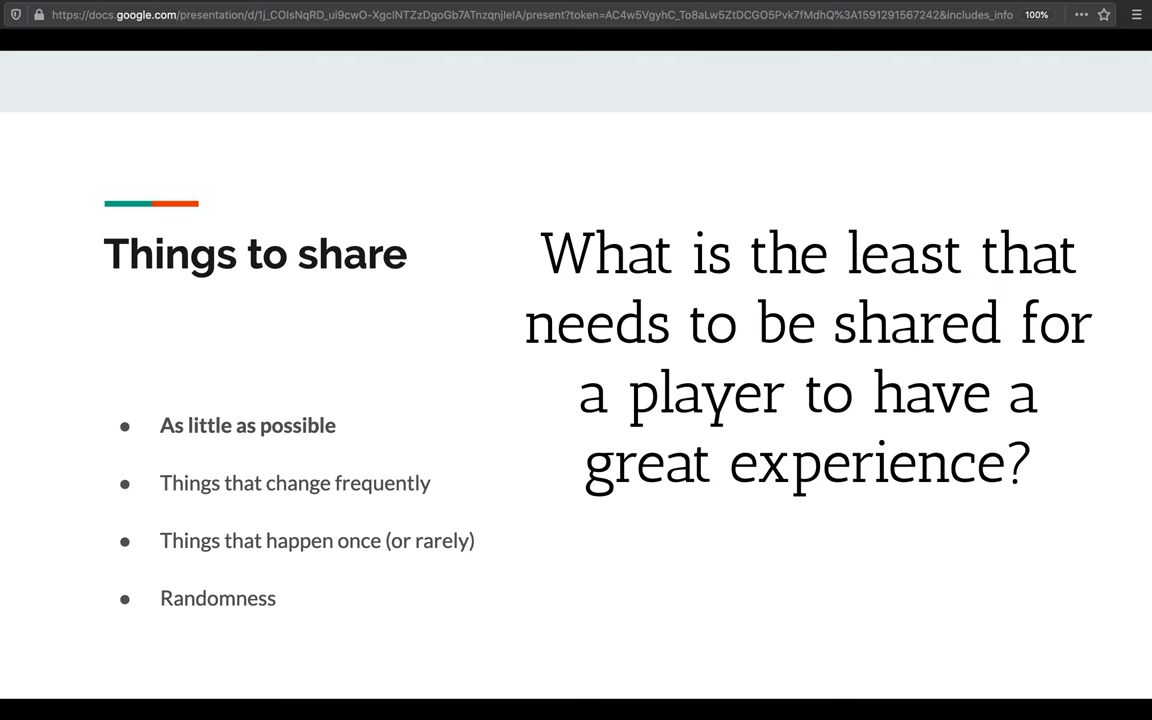 https://docs.google.com/presentation/d/1j_COIsNqRD_ui9cwO-XgcINTZzDgoGb7ATnzqnjIeIA/present?token=AC4w5VgyhC_To8aLw5ZtDCGO5Pvk7fMdhQ%3A1591291567242&includes_info
100%
Things to share
As little as possible
Things that change frequently
Things that happen once (or rarely)
Randomness
What is the least that
needs to be shared for
a player to have a
great experience?